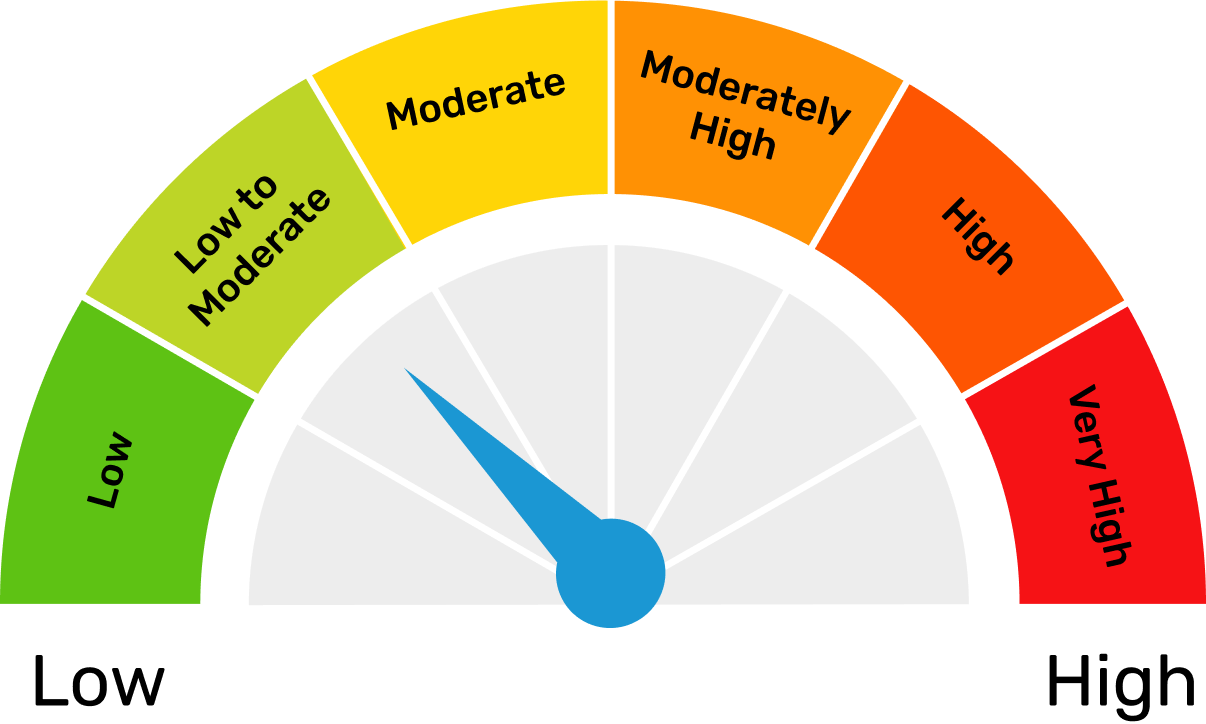 Low
Low to
Moderate
Moderate
Moderately
High
High
Very High
Low
High